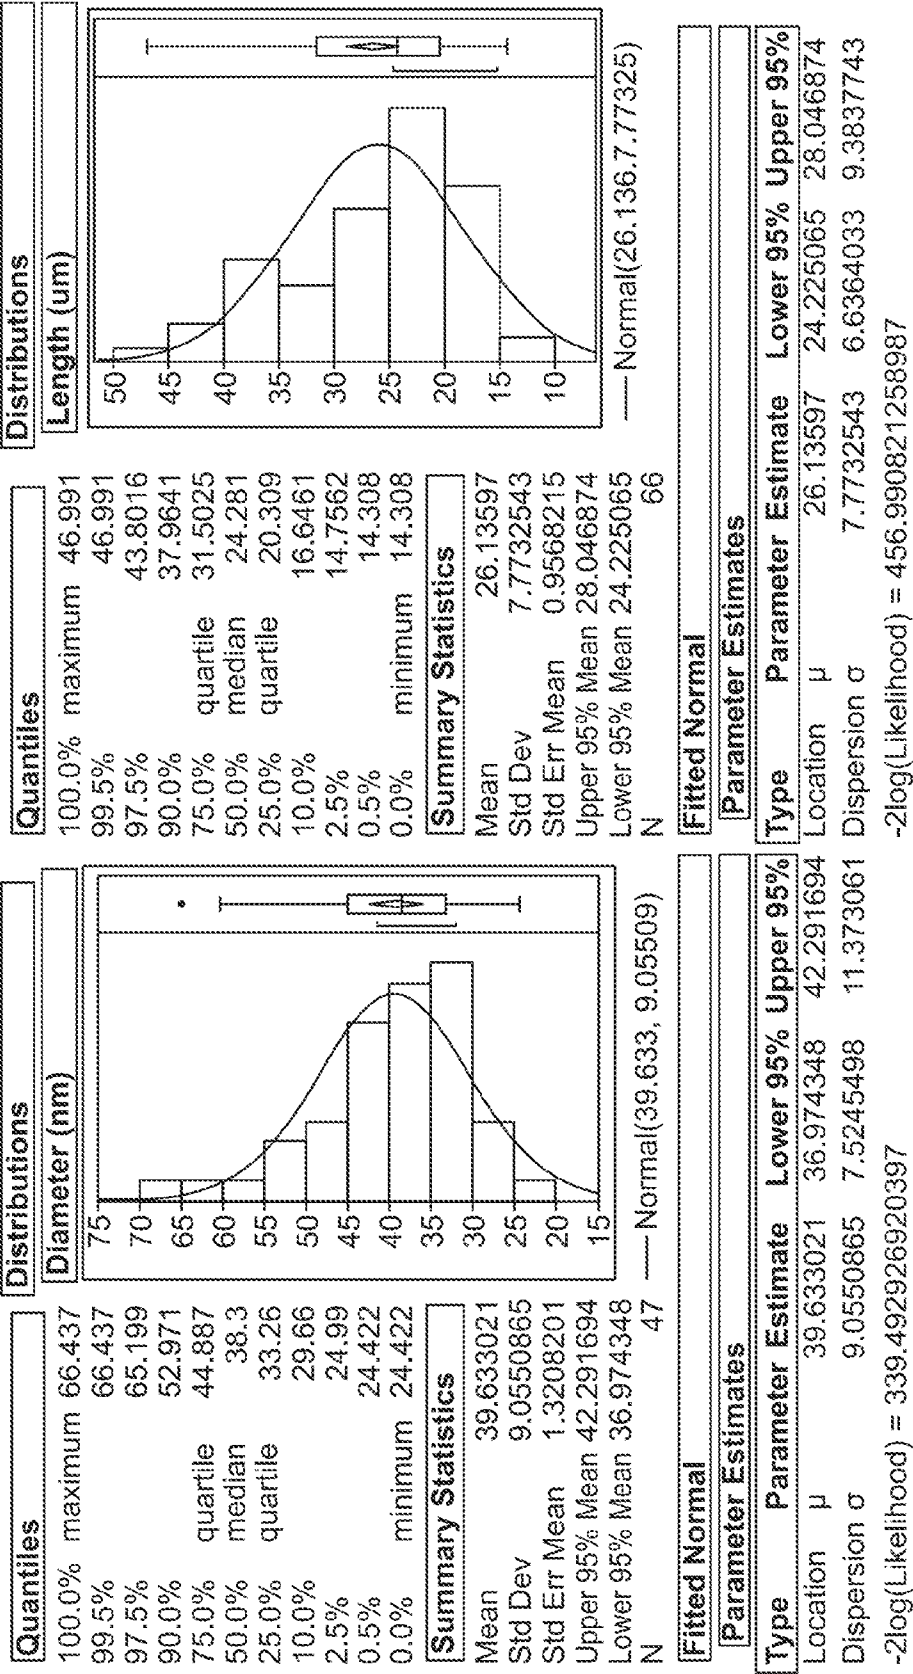 Distributions
Diameter (nm)
75
70
65
60
55
50
45
40
35
30
25
20
15
Normal(39.633, 9.05509)
Quantiles
100.0% maximum 66.437
99.5% 66.437
97.5% 65.199
90.0% 52.971
75.0% quartile 44.887
50.0% median 38.3
25.0% quartile 33.26
10.0% 29.66
2.5% 24.99
0.5% 24.422
0.0% minimum 24.422
Summary Statistics
Mean 39.633021
Std Dev 9.0550865
Std Err Mean 1.3208201
Upper 95% Mean 42.291694
Lower 95% Mean 36.974348
N 47
Fitted Normal
Parameter Estimates
Type Parameter Estimate Lower 95% Upper 95%
Location μ 39.633021 36.974348 42.291694
Dispersion σ 9.0550865 7.5245498 11.373061
-2log(Likelihood) = 339.492926920397
Distributions
Length (um)
50
45
40
35
30
25
20
15
10
Normal(26.136.7.77325)
Quantiles
100.0% maximum 46.991
99.5% 46.991
97.5% 43.8016
90.0% 37.9641
75.0% quartile 31.5025
50.0% median 24.281
25.0% quartile 20.309
10.0% 16.6461
2.5% 14.7562
0.5% 14.308
0.0% minimum 14.308
Summary Statistics
Mean 26.13597
Std Dev 7.7732543
Std Err Mean 0.9568215
Upper 95% Mean 28.046874
Lower 95% Mean 24.225065
N 66
Fitted Normal
Parameter Estimates
Type Parameter Estimate Lower 95% Upper 95%
Location μ 26.13597 24.225065 28.046874
Dispersion σ 7.7732543 6.6364033 9.3837743
-2log(Likelihood) = 456.990821258987